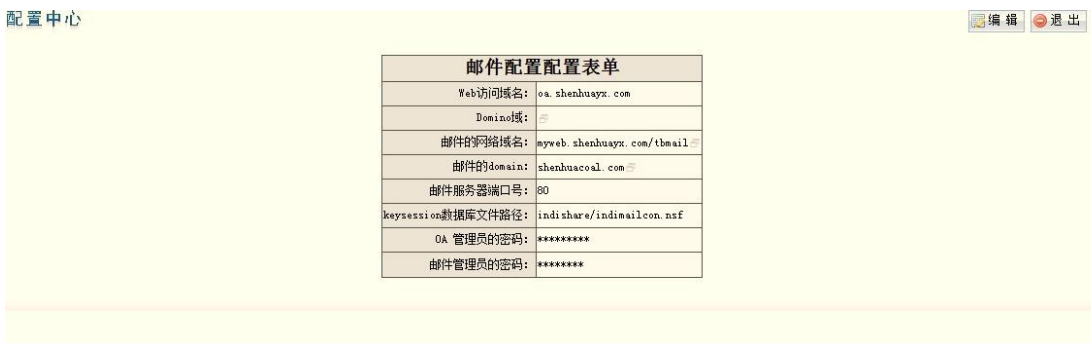 配置中心
编 辑
退 出
邮件配置配置表单
Web访问域名： oa.shenhuayx.com
Domino域：
邮件的网络域名： myweb.shenhuayx.com/tbmail
邮件的domain： shenhuacoal.com
邮件服务器端口号： 80
keysession数据库文件路径： indishare/indimailcon.nsf
OA 管理员的密码： *********
邮件管理员的密码： ********